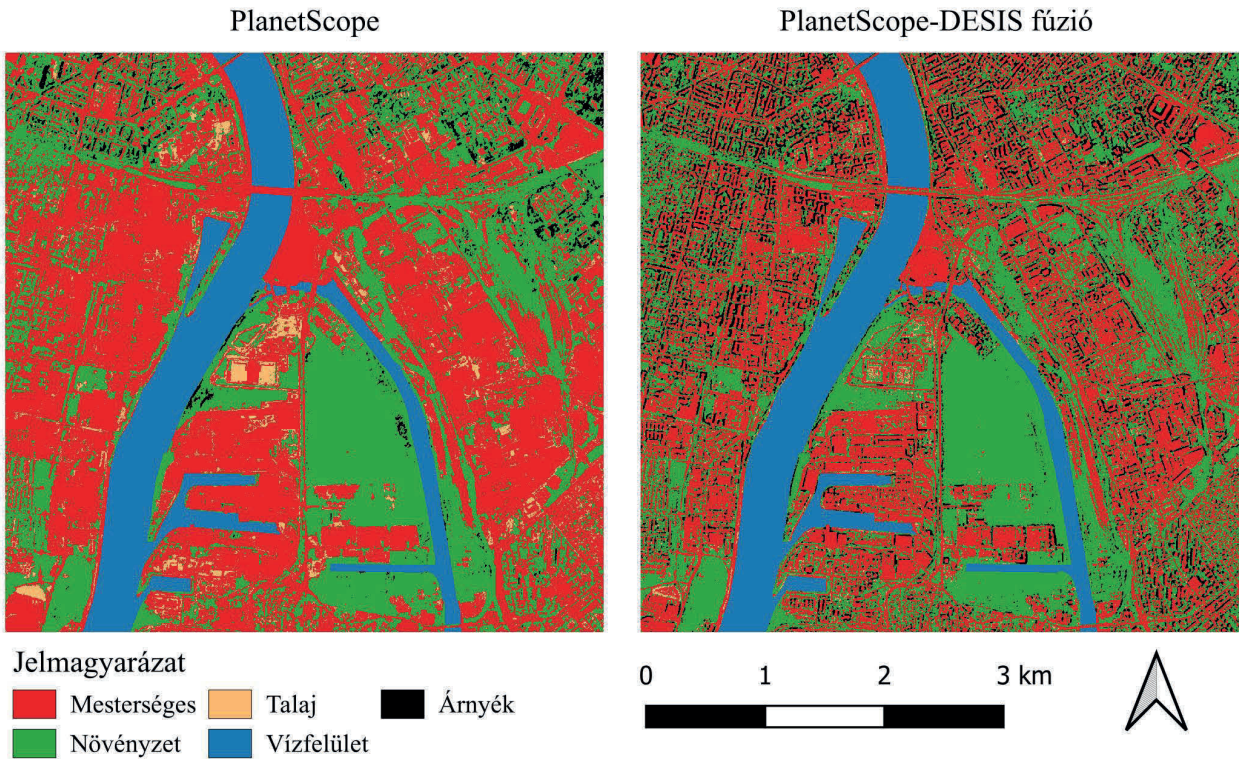 PlanetScope
PlanetScope-DESIS fúzió
Jelmagyarázat
Mesterséges
Talaj
Árnyék
Növényzet
Vízfelület
0 1 2 3 km